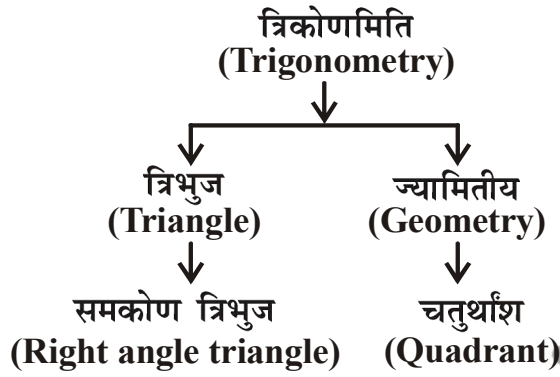 त्रिकोणमिति
(Trigonometry)
त्रिभुज
(Triangle)
ज्यामितीय
(Geometry)
समकोण त्रिभुज
(Right angle triangle)
चतुर्थांश
(Quadrant)